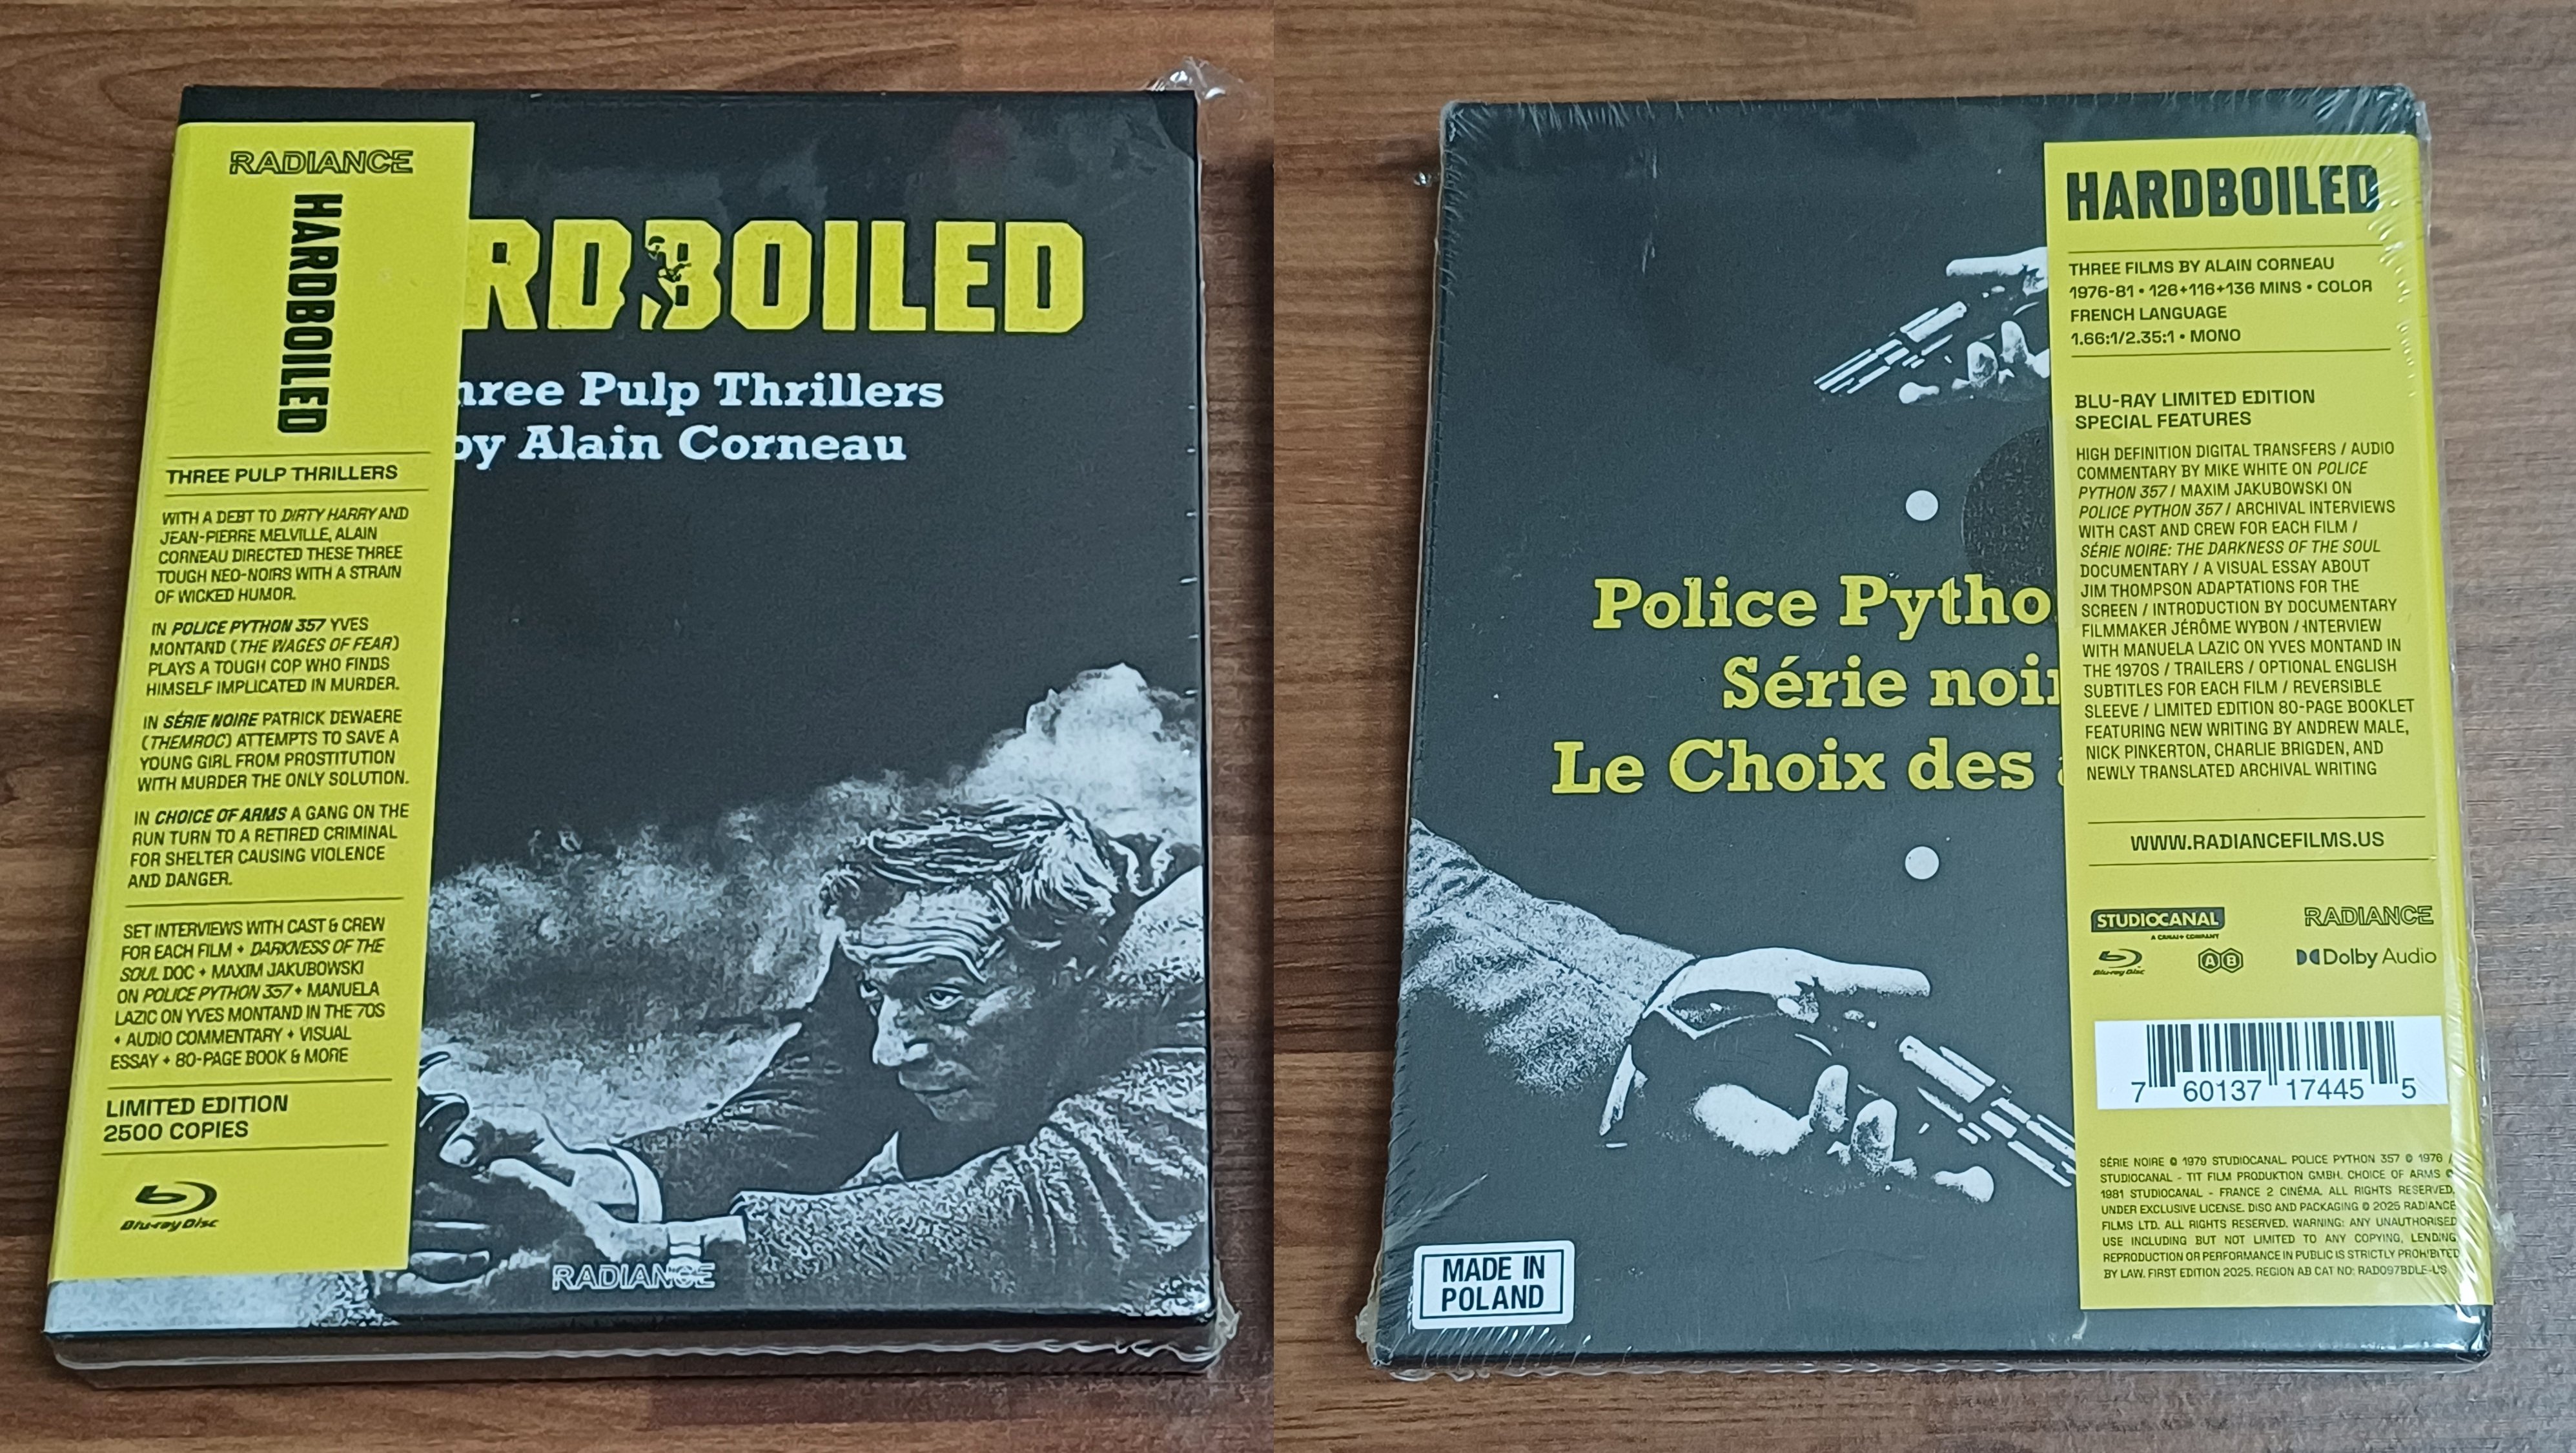 RADIANCE
HARDBOILED
THREE PULP THRILLERS
WITH A DEBT TO DIRTY HARRY AND
JEAN-PIERRE MELVILLE, ALAIN
CORNEAU DIRECTED THESE THREE
TOUGH NEO-NOIRS WITH A STRAIN
OF WICKED HUMOR.
IN POLICE PYTHON 357 YVES
MONTAND (THE WAGES OF FEAR)
PLAYS A TOUGH COP WHO FINDS
HIMSELF IMPLICATED IN MURDER.
IN SÉRIE NOIRE PATRICK DEWAERE
(THEMROC) ATTEMPTS TO SAVE A
YOUNG GIRL FROM PROSTITUTION
WITH MURDER THE ONLY SOLUTION.
IN CHOICE OF ARMS A GANG ON THE
RUN TURN TO A RETIRED CRIMINAL
FOR SHELTER CAUSING VIOLENCE
AND DANGER.
SET INTERVIEWS WITH CAST & CREW
FOR EACH FILM + DARKNESS OF THE
SOUL DOC + MAXIM JAKUBOWSKI
ON POLICE PYTHON 357 + MANUELA
LAZIC ON YVES MONTAND IN THE '70S
+ AUDIO COMMENTARY + VISUAL
ESSAY + 80-PAGE BOOK & MORE
LIMITED EDITION
2500 COPIES
Blu-ray Disc
RDBOILED
hree Pulp Thrillers
by Alain Corneau
RADIANCE
Police Pytho
Série noir
Le Choix des a
MADE IN
POLAND
HARDBOILED
THREE FILMS BY ALAIN CORNEAU
1976-81 • 126+116+136 MINS • COLOR
FRENCH LANGUAGE
1.66:1/2.35:1 • MONO
BLU-RAY LIMITED EDITION
SPECIAL FEATURES
HIGH DEFINITION DIGITAL TRANSFERS / AUDIO
COMMENTARY BY MIKE WHITE ON POLICE
PYTHON 357 / MAXIM JAKUBOWSKI ON
POLICE PYTHON 357 / ARCHIVAL INTERVIEWS
WITH CAST AND CREW FOR EACH FILM /
SÉRIE NOIRE: THE DARKNESS OF THE SOUL
DOCUMENTARY / A VISUAL ESSAY ABOUT
JIM THOMPSON ADAPTATIONS FOR THE
SCREEN / INTRODUCTION BY DOCUMENTARY
FILMMAKER JÉRÔME WYBON / INTERVIEW
WITH MANUELA LAZIC ON YVES MONTAND IN
THE 1970S / TRAILERS / OPTIONAL ENGLISH
SUBTITLES FOR EACH FILM / REVERSIBLE
SLEEVE / LIMITED EDITION 80-PAGE BOOKLET
FEATURING NEW WRITING BY ANDREW MALE,
NICK PINKERTON, CHARLIE BRIGDEN, AND
NEWLY TRANSLATED ARCHIVAL WRITING
WWW.RADIANCEFILMS.US
STUDIOCANAL
A CANAL+ COMPANY
RADIANCE
Blu-ray Disc
A B
Dolby Audio
7 60137 17445 5
SÉRIE NOIRE © 1979 STUDIOCANAL. POLICE PYTHON 357 © 1976 /
STUDIOCANAL - TIT FILM PRODUKTION GMBH. CHOICE OF ARMS ©
1981 STUDIOCANAL - FRANCE 2 CINÉMA. ALL RIGHTS RESERVED.
UNDER EXCLUSIVE LICENSE. DISC AND PACKAGING © 2025 RADIANCE
FILMS LTD. ALL RIGHTS RESERVED. WARNING: ANY UNAUTHORISED
USE INCLUDING BUT NOT LIMITED TO ANY COPYING, LENDING
REPRODUCTION OR PERFORMANCE IN PUBLIC IS STRICTLY PROHIBITED
BY LAW. FIRST EDITION 2025. REGION AB CAT NO: RAD097BDLE-US